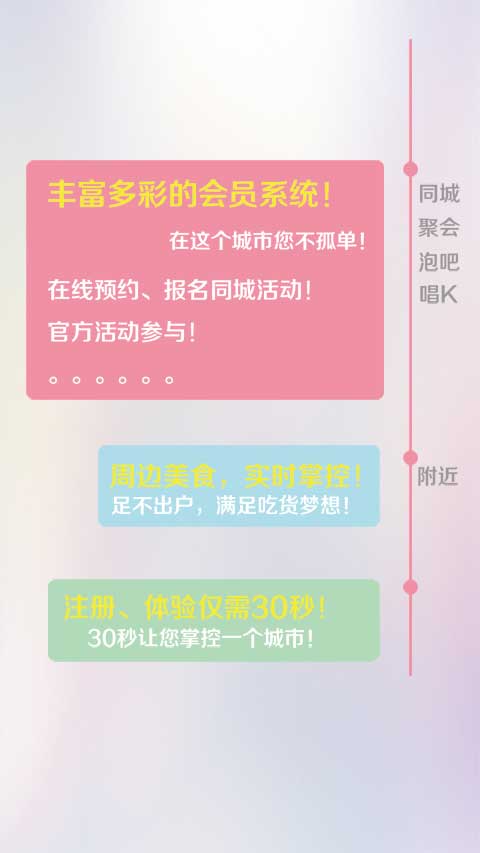 丰富多彩的会员系统！
在这个城市您不孤单！
在线预约、报名同城活动！
官方活动参与！
。。。。。。
同城
聚会
泡吧
唱K
周边美食，实时掌控！
足不出户，满足吃货梦想！
附近
注册、体验仅需30秒！
30秒让您掌控一个城市！